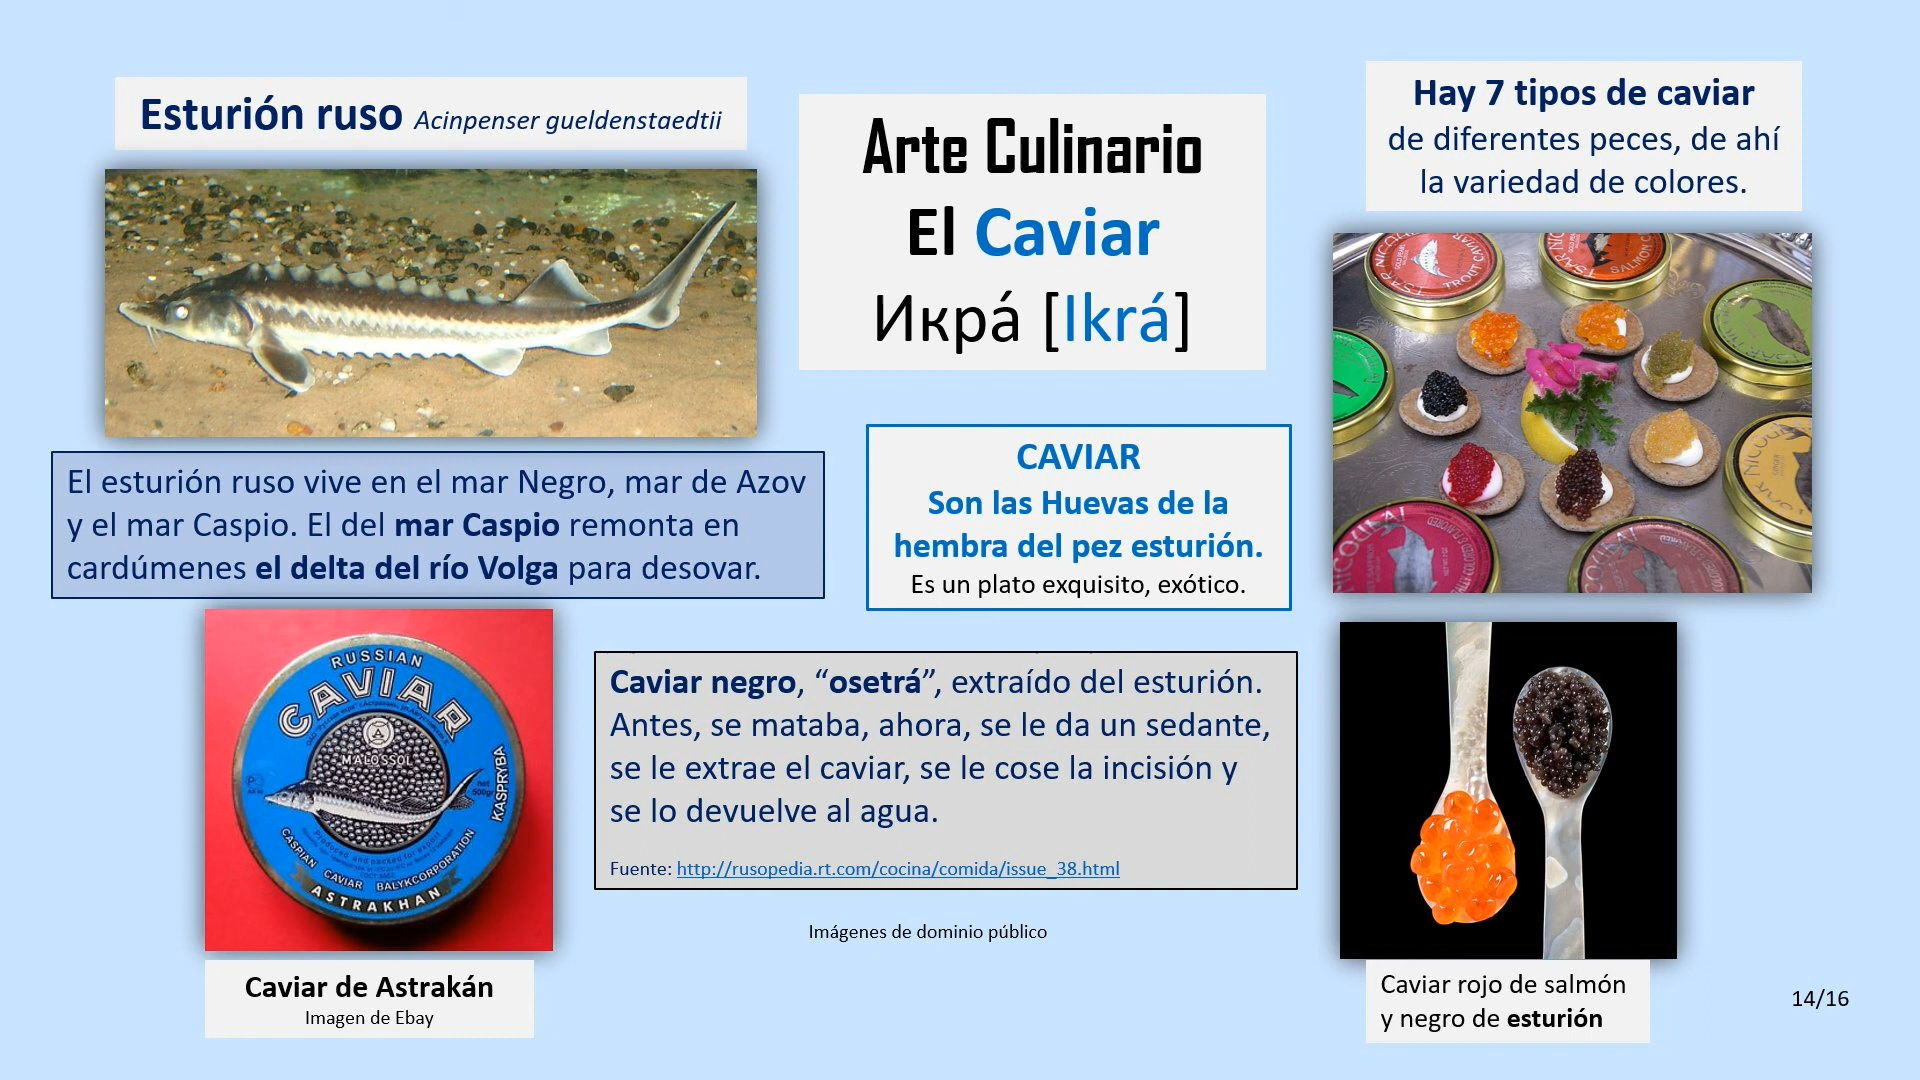 Esturión ruso Acinpenser gueldenstaedtii
Arte Culinario
El Caviar
Икрá [Ikrá]
Hay 7 tipos de caviar
de diferentes peces, de ahí
la variedad de colores.
El esturión ruso vive en el mar Negro, mar de Azov
y el mar Caspio. El del mar Caspio remonta en
cardúmenes el delta del río Volga para desovar.
CAVIAR
Son las Huevas de la
hembra del pez esturión.
Es un plato exquisito, exótico.
TROUT CAVIAR
SALMON
RUSSIAN
CAVIAR
MALOSSOL
net
500gr
KASPRYBA
Produced and packed for export
CASPIAN CAVIAR BALYKCORPORATION
ASTRAKHAN
Caviar negro, “osetrá”, extraído del esturión.
Antes, se mataba, ahora, se le da un sedante,
se le extrae el caviar, se le cose la incisión y
se lo devuelve al agua.
Fuente: http://rusopedia.rt.com/cocina/comida/issue_38.html
Imágenes de dominio público
Caviar de Astrakán
Imagen de Ebay
Caviar rojo de salmón
y negro de esturión
14/16